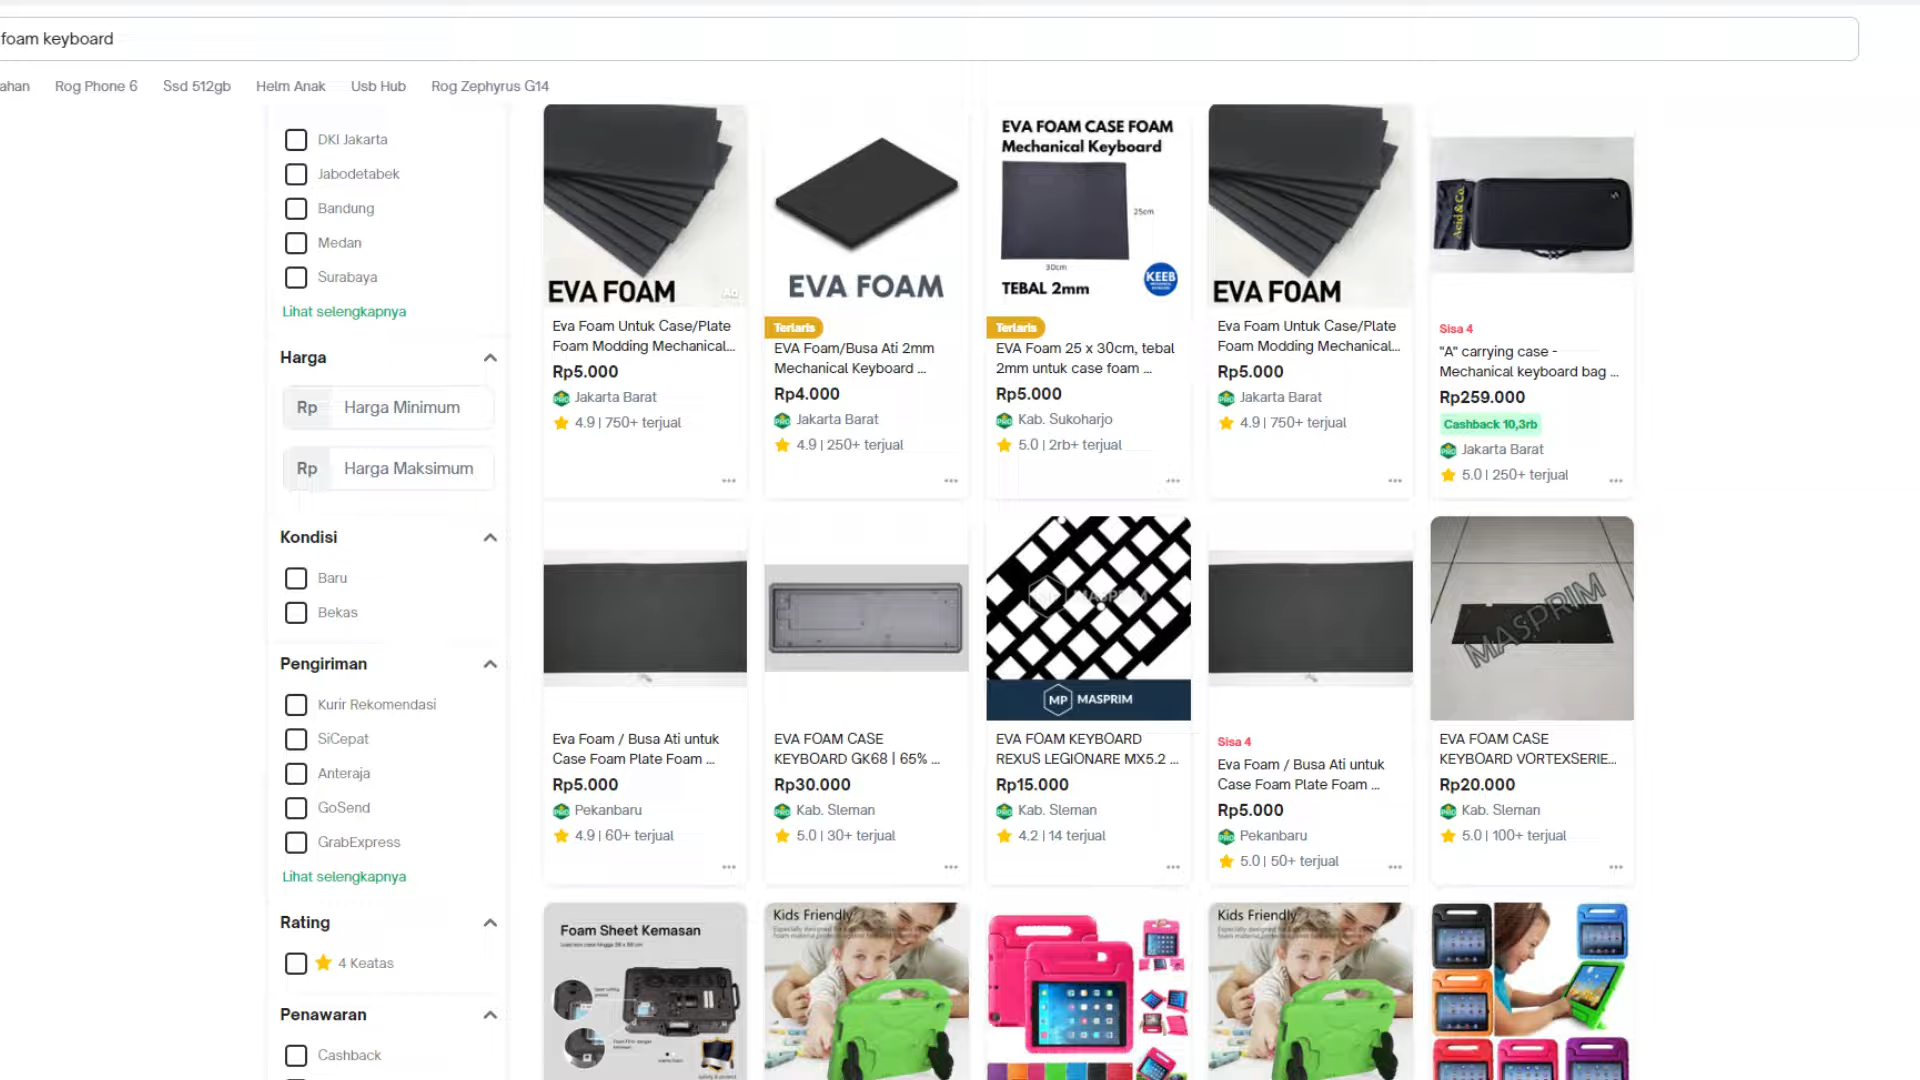 foam keyboard
ahan
Rog Phone 6
Ssd 512gb
Helm Anak
Usb Hub
Rog Zephyrus G14
DKI Jakarta
Jabodetabek
Bandung
Medan
Surabaya
Lihat selengkapnya
Harga
Rp
Harga Minimum
Rp
Harga Maksimum
Kondisi
Baru
Bekas
Pengiriman
Kurir Rekomendasi
SiCepat
Anteraja
GoSend
GrabExpress
Lihat selengkapnya
Rating
4 Keatas
Penawaran
Cashback
EVA FOAM
Ad
Eva Foam Untuk Case/Plate
Foam Modding Mechanical...
Rp5.000
Jakarta Barat
4.9 | 750+ terjual
EVA FOAM
Terlaris
EVA Foam/Busa Ati 2mm
Mechanical Keyboard ...
Rp4.000
Jakarta Barat
4.9 | 250+ terjual
EVA FOAM CASE FOAM
Mechanical Keyboard
25cm
30cm
TEBAL 2mm
KEEB
Terlaris
EVA Foam 25 x 30cm, tebal
2mm untuk case foam ...
Rp5.000
Kab. Sukoharjo
5.0 | 2rb+ terjual
EVA FOAM
Eva Foam Untuk Case/Plate
Foam Modding Mechanical...
Rp5.000
Jakarta Barat
4.9 | 750+ terjual
Acid & Co.
Sisa 4
"A" carrying case -
Mechanical keyboard bag ...
Rp259.000
Cashback 10,3rb
Jakarta Barat
5.0 | 250+ terjual
Eva Foam / Busa Ati untuk
Case Foam Plate Foam ...
Rp5.000
Pekanbaru
4.9 | 60+ terjual
EVA FOAM CASE
KEYBOARD GK68 | 65% ...
Rp30.000
Kab. Sleman
5.0 | 30+ terjual
MASPRIM
MP MASPRIM
EVA FOAM KEYBOARD
REXUS LEGIONARE MX5.2 ...
Rp15.000
Kab. Sleman
4.2 | 14 terjual
Sisa 4
Eva Foam / Busa Ati untuk
Case Foam Plate Foam ...
Rp5.000
Pekanbaru
5.0 | 50+ terjual
MASPRIM
EVA FOAM CASE
KEYBOARD VORTEXSERIE...
Rp20.000
Kab. Sleman
5.0 | 100+ terjual
Foam Sheet Kemasan
Kids Friendly
Kids Friendly